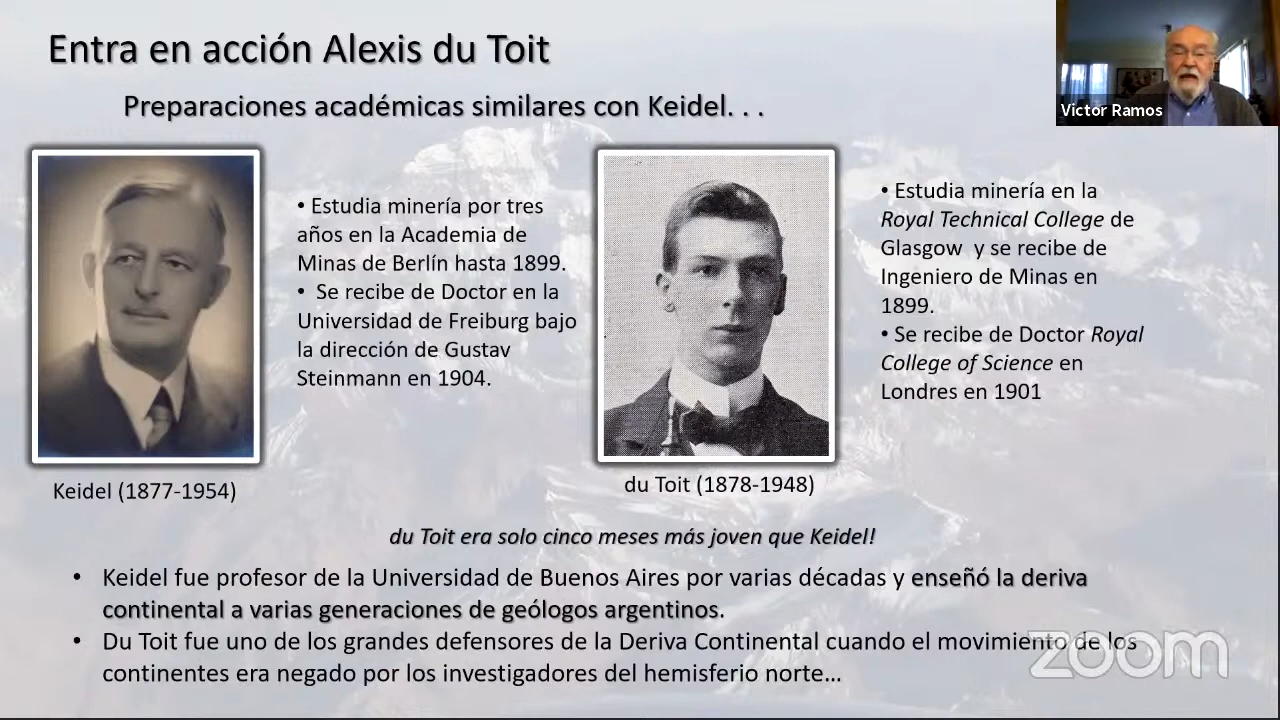 Entra en acción Alexis du Toit
Preparaciones académicas similares con Keidel. . .
Victor Ramos
• Estudia minería por tres
años en la Academia de
Minas de Berlín hasta 1899.
• Se recibe de Doctor en la
Universidad de Freiburg bajo
la dirección de Gustav
Steinmann en 1904.
• Estudia minería en la
Royal Technical College de
Glasgow y se recibe de
Ingeniero de Minas en
1899.
• Se recibe de Doctor Royal
College of Science en
Londres en 1901
Keidel (1877-1954)
du Toit (1878-1948)
du Toit era solo cinco meses más joven que Keidel!
• Keidel fue profesor de la Universidad de Buenos Aires por varias décadas y enseñó la deriva
continental a varias generaciones de geólogos argentinos.
• Du Toit fue uno de los grandes defensores de la Deriva Continental cuando el movimiento de los
continentes era negado por los investigadores del hemisferio norte…
zoom